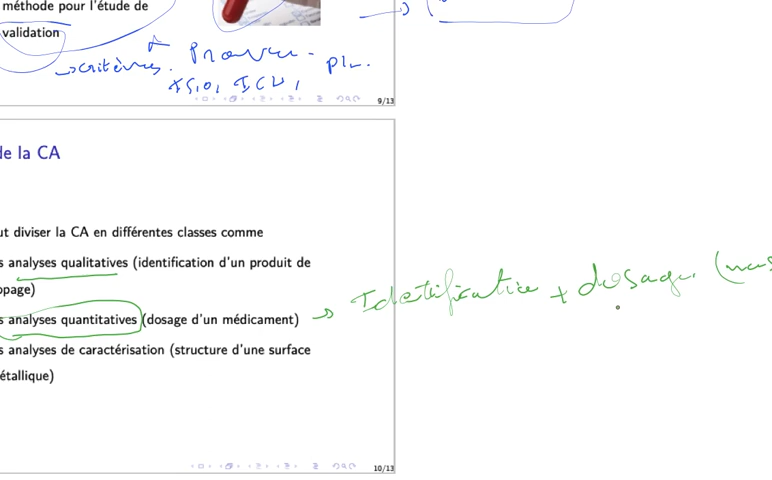 méthode pour l'étude de
validation
critères. Prouver
ISO, ICH,
9/13
de la CA
ut diviser la CA en différentes classes comme
s analyses qualitatives (identification d'un produit de
opage)
s analyses quantitatives (dosage d'un médicament) → Identification + dosage. (
s analyses de caractérisation (structure d'une surface
étallique)
10/13